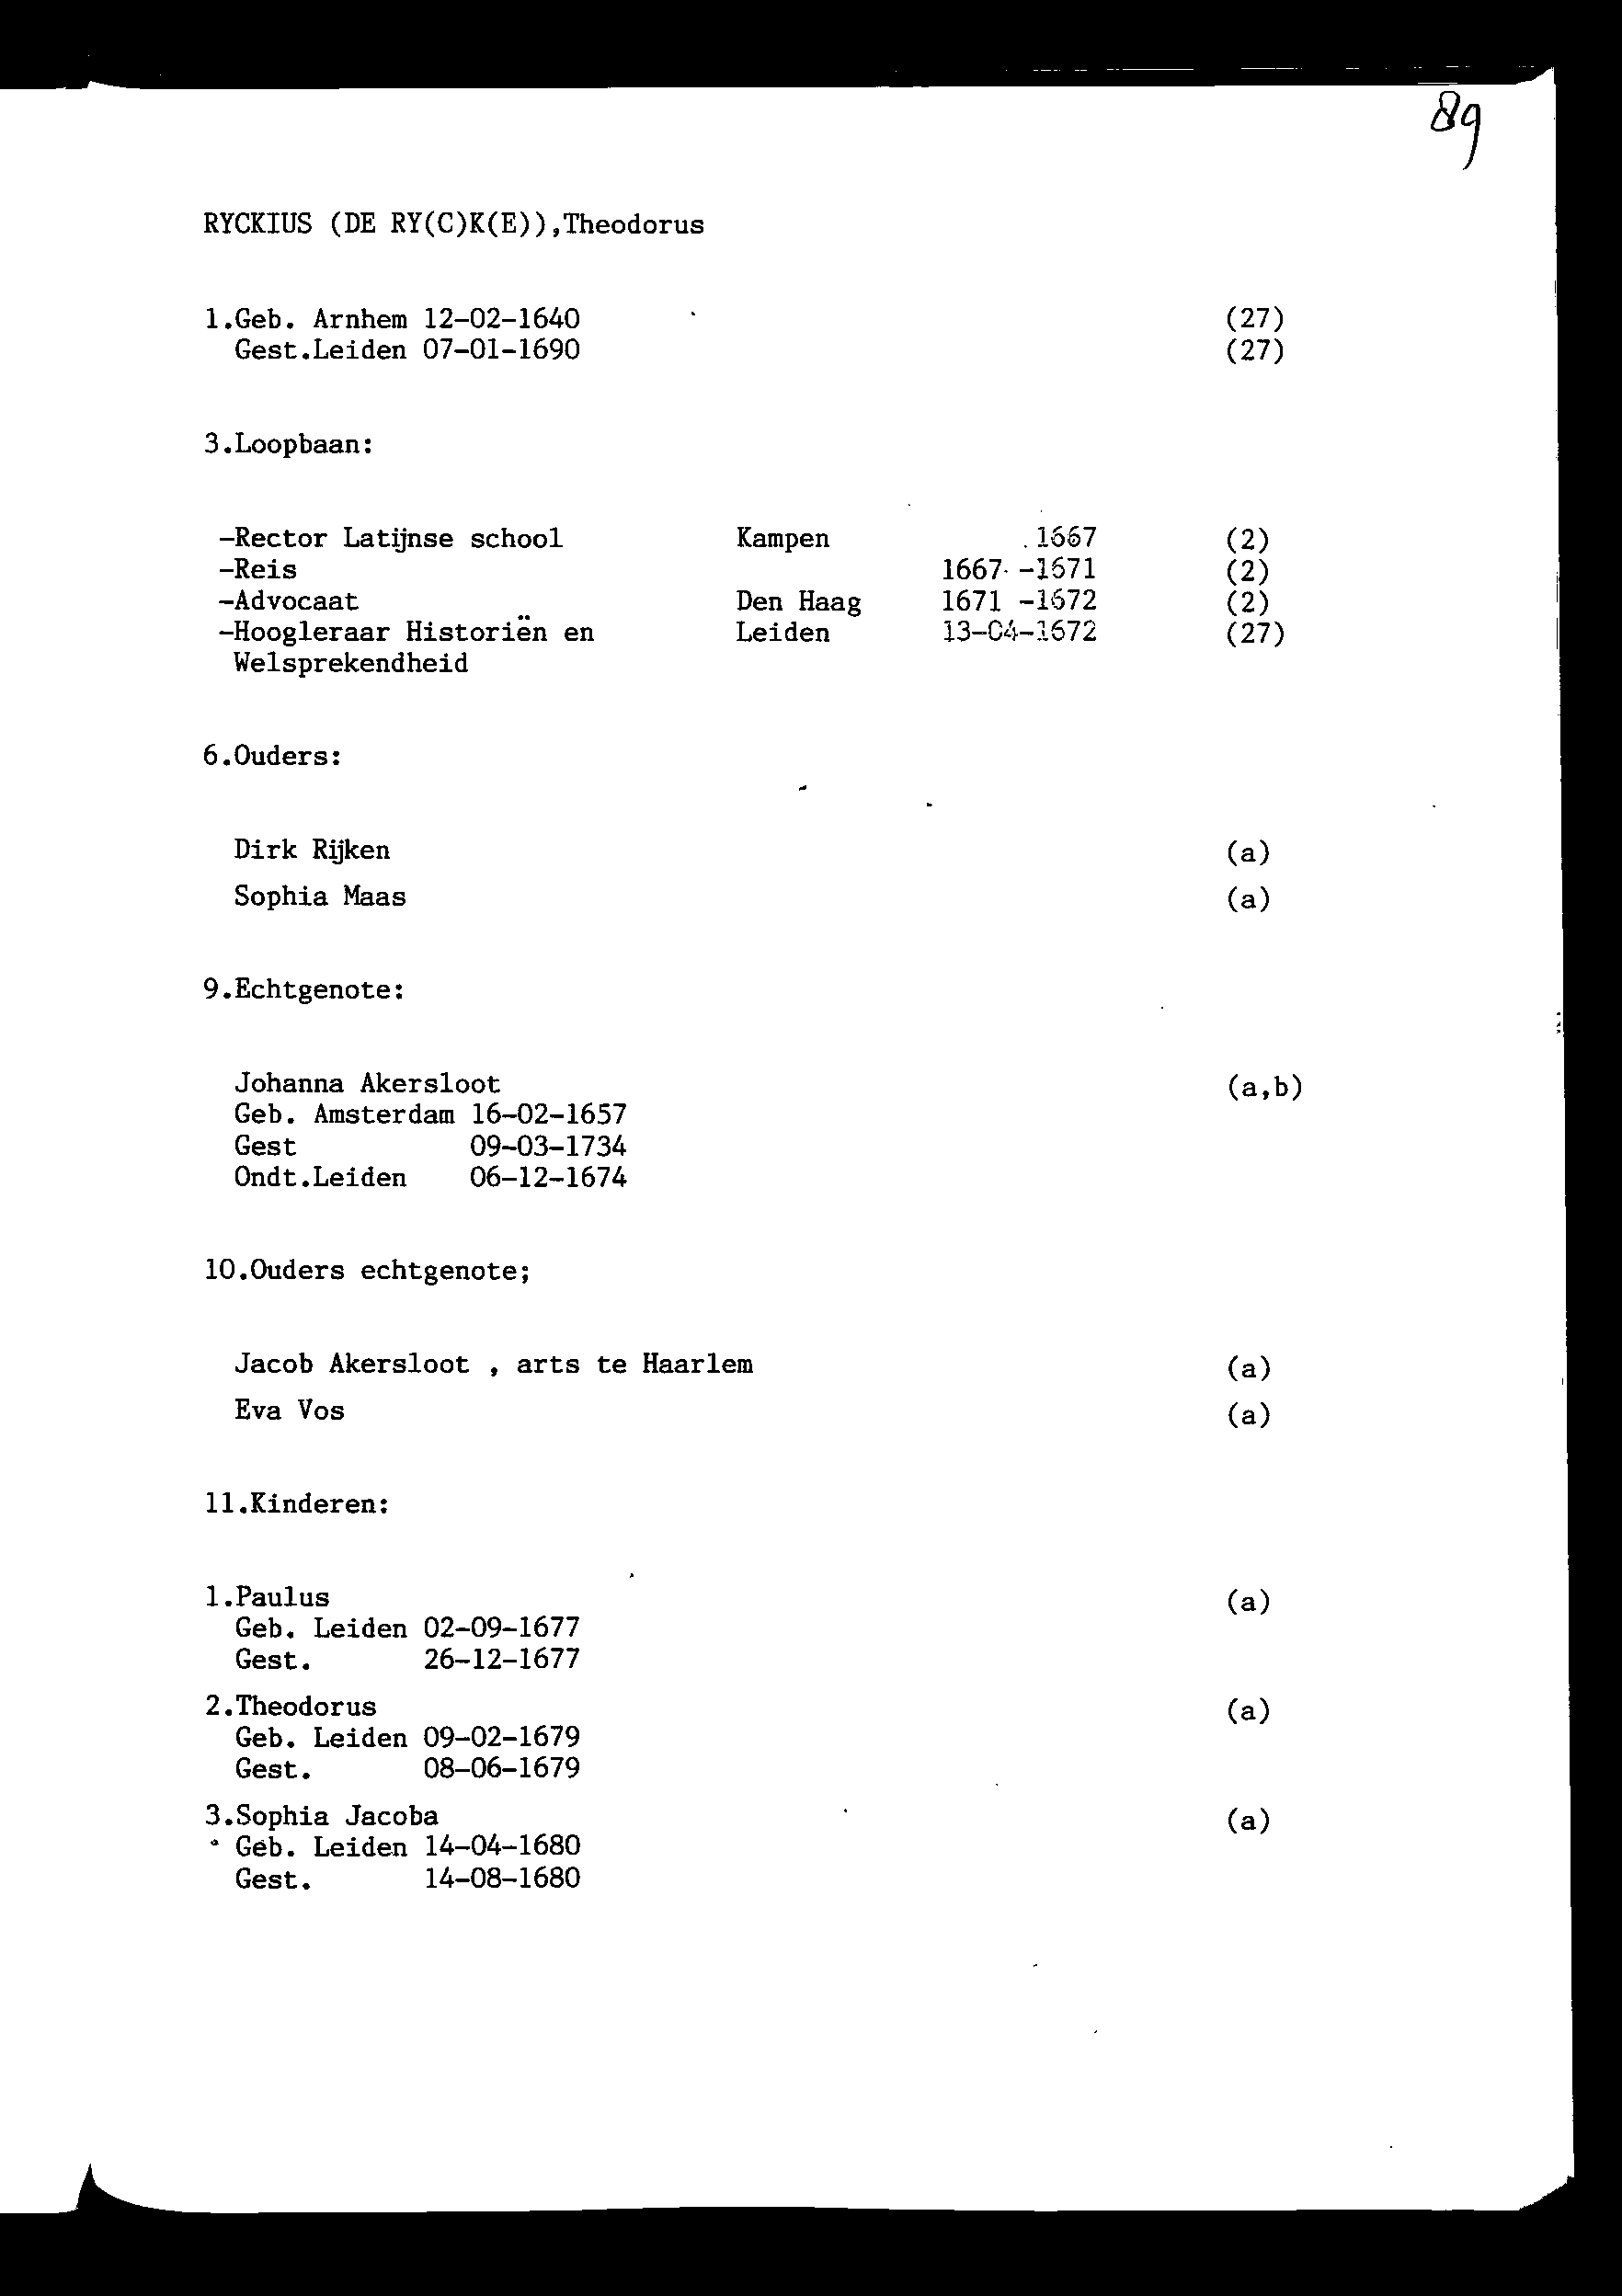 89
RYCKIUS (DE RY(C)K(E)),Theodorus
1.Geb. Arnhem 12-02-1640 (27)
Gest.Leiden 07-01-1690 (27)
3.Loopbaan:
-Rector Latijnse school Kampen 1667 (2)
-Reis 1667 -1671 (2)
-Advocaat Den Haag 1671 -1672 (2)
-Hoogleraar Historiën en Leiden 13-04-1672 (27)
Welsprekendheid
6.Ouders:
Dirk Rijken (a)
Sophia Maas (a)
9.Echtgenote:
Johanna Akersloot (a,b)
Geb. Amsterdam 16-02-1657
Gest 09-03-1734
Ondt.Leiden 06-12-1674
10.Ouders echtgenote;
Jacob Akersloot , arts te Haarlem (a)
Eva Vos (a)
11.Kinderen:
1.Paulus (a)
Geb. Leiden 02-09-1677
Gest. 26-12-1677
2.Theodorus (a)
Geb. Leiden 09-02-1679
Gest. 08-06-1679
3.Sophia Jacoba (a)
Geb. Leiden 14-04-1680
Gest. 14-08-1680